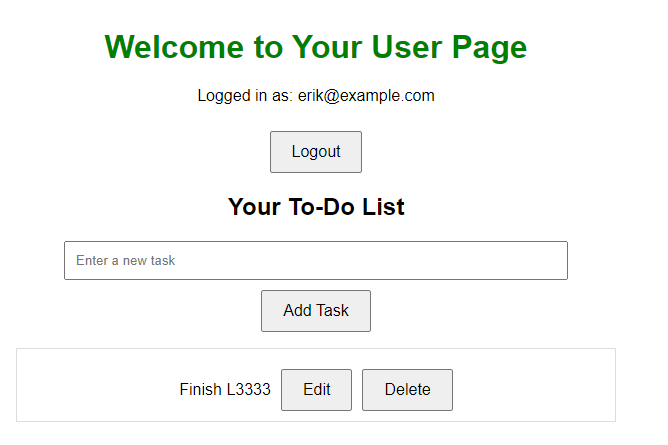 Welcome to Your User Page
Logged in as: erik@example.com
Logout
Your To-Do List
Enter a new task
Add Task
Finish L3333 Edit Delete